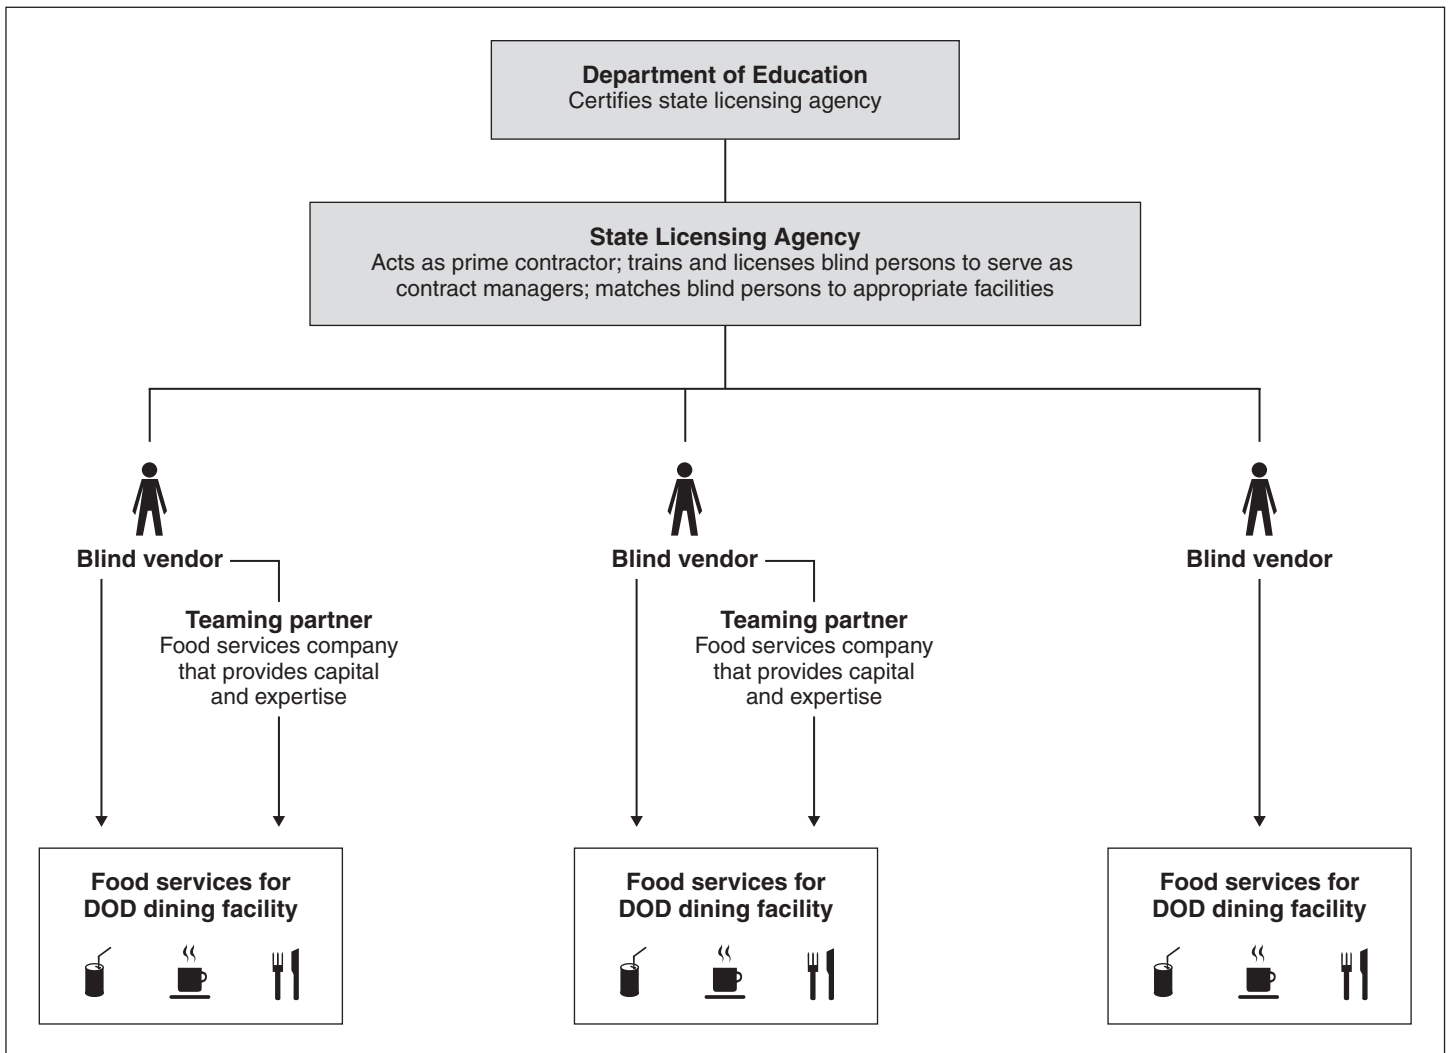 Department of Education
Certifies state licensing agency
State Licensing Agency
Acts as prime contractor; trains and licenses blind persons to serve as
contract managers; matches blind persons to appropriate facilities
Blind vendor
Teaming partner
Food services company
that provides capital
and expertise
Food services for
DOD dining facility
Blind vendor
Teaming partner
Food services company
that provides capital
and expertise
Food services for
DOD dining facility
Blind vendor
Food services for
DOD dining facility